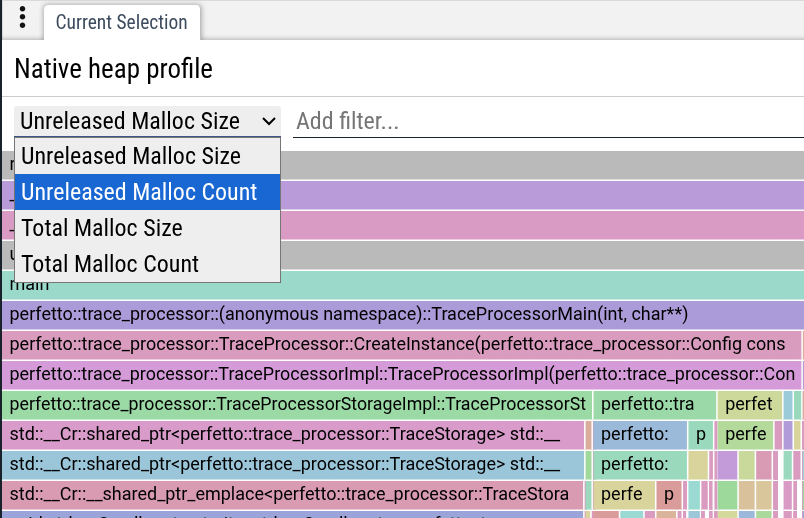 Current Selection
Native heap profile
Unreleased Malloc Size
Add filter...
Unreleased Malloc Size
Unreleased Malloc Count
Total Malloc Size
Total Malloc Count
main
perfetto::trace_processor::(anonymous namespace)::TraceProcessorMain(int, char**)
perfetto::trace_processor::TraceProcessor::CreateInstance(perfetto::trace_processor::Config cons
perfetto::trace_processor::TraceProcessorImpl::TraceProcessorImpl(perfetto::trace_processor::Con
perfetto::trace_processor::TraceProcessorStorageImpl::TraceProcessorSt perfetto::tra perfet
std::__Cr::shared_ptr<perfetto::trace_processor::TraceStorage> std::__ perfetto: p perfe
std::__Cr::shared_ptr<perfetto::trace_processor::TraceStorage> std::__ perfetto:
std::__Cr::__shared_ptr_emplace<perfetto::trace_processor::TraceStora perfe p